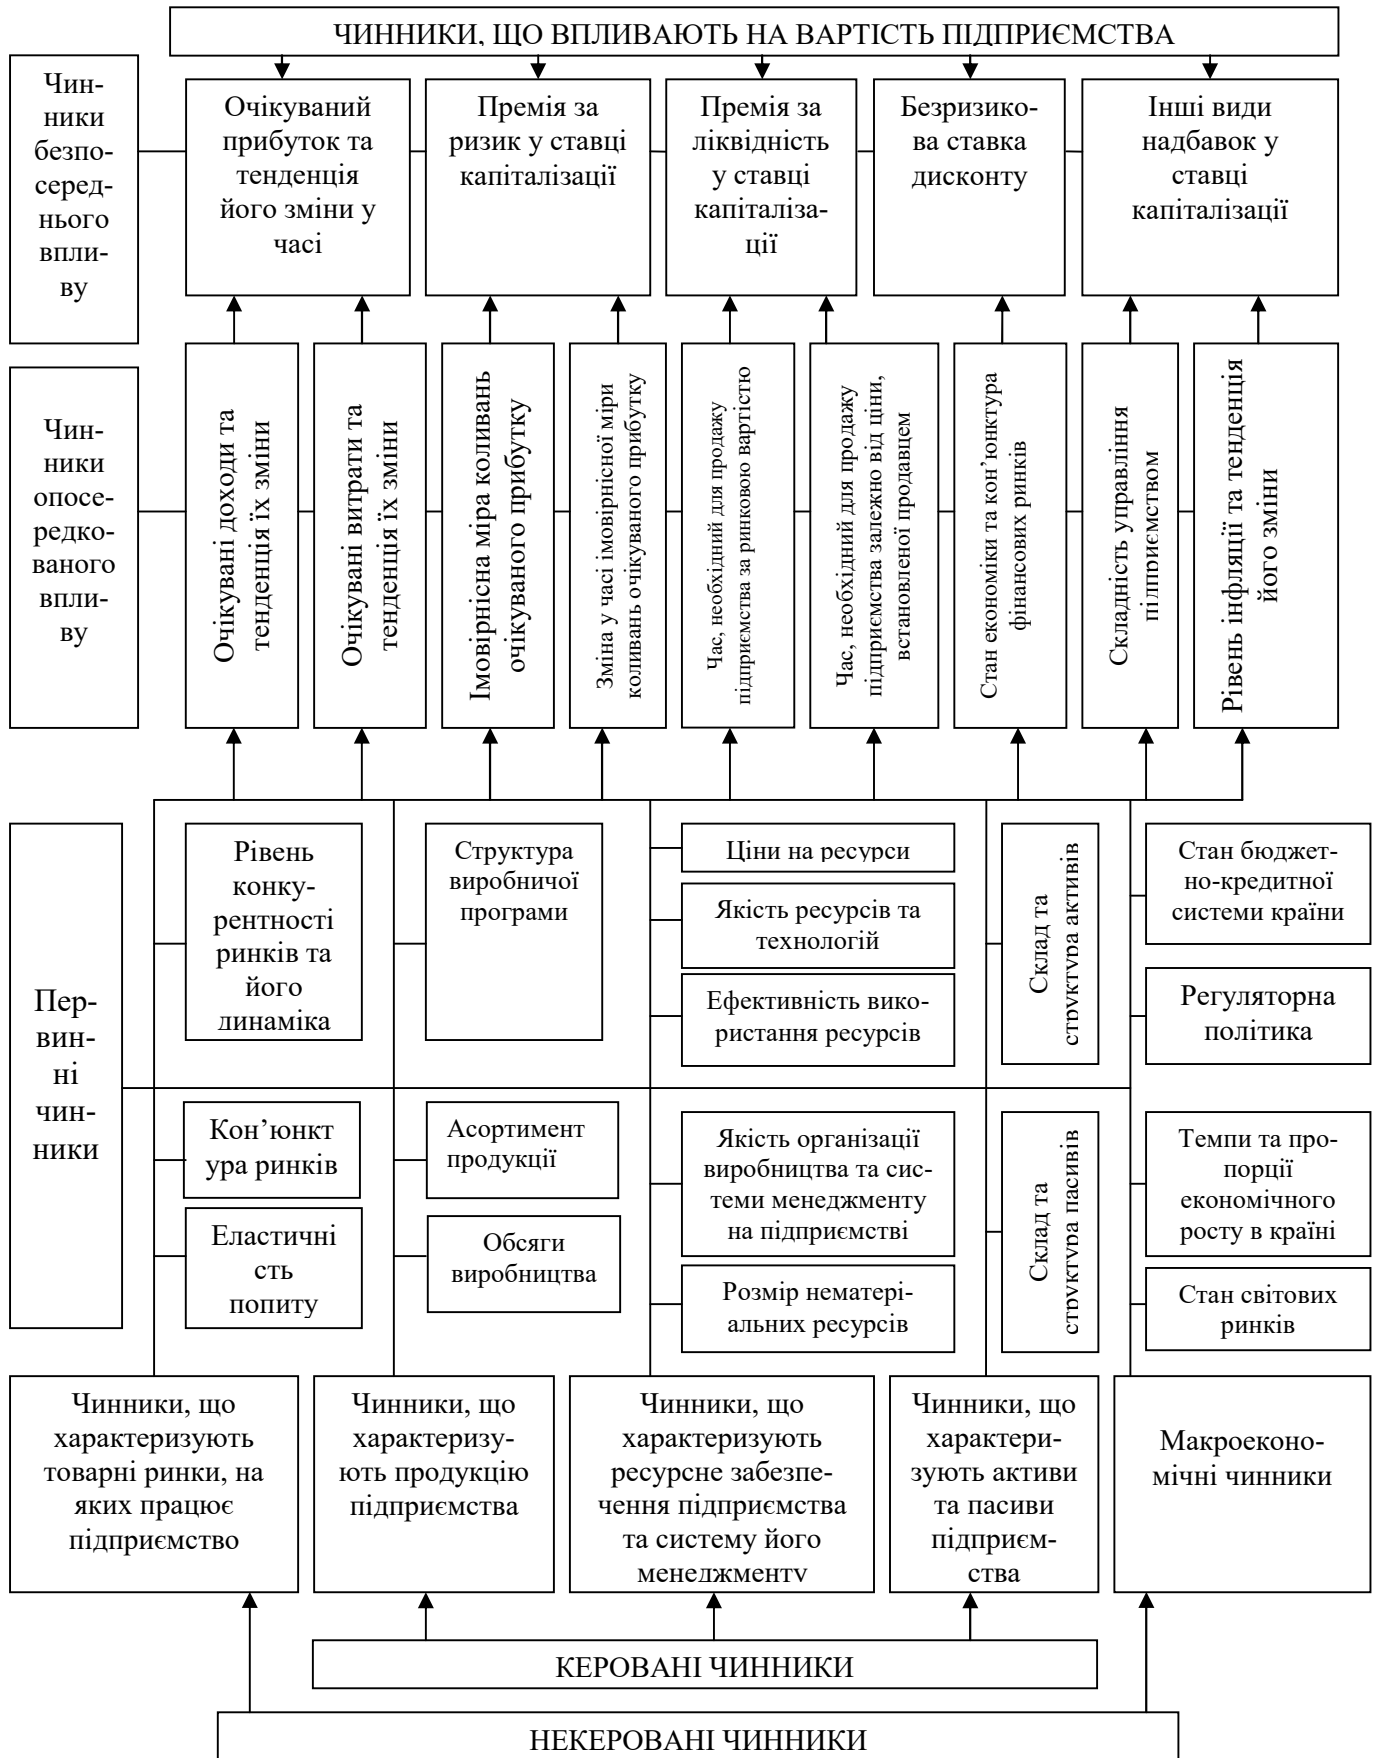 ЧИННИКИ, ЩО ВПЛИВАЮТЬ НА ВАРТІСТЬ ПІДПРИЄМСТВА
Чин-
ники
безпо-
серед-
нього
впли-
ву
Очікуваний
прибуток та
тенденція
його зміни у
часі
Премія за
ризик у ставці
капіталізації
Премія за
ліквідність
у ставці
капіталіза-
ції
Безризико-
ва ставка
дисконту
Інші види
надбавок у
ставці
капіталізації
Чин-
ники
опосе-
редко-
ваного
впли-
ву
Очікувані доходи та
тенденція їх зміни
Очікувані витрати та
тенденція їх зміни
Імовірнісна міра коливань
очікуваного прибутку
Зміна у часі імовірнісної міри
коливань очікуваного прибутку
Час, необхідний для продажу
підприємства за ринковою вартістю
Час, необхідний для продажу
підприємства залежно від ціни,
встановленої продавцем
Стан економіки та кон’юнктура
фінансових ринків
Складність управління
підприємством
Рівень інфляції та тенденція
його зміни
Пер-
вин-
ні
чин-
ники
Рівень
конку-
рентності
ринків та
його
динаміка
Структура
виробничої
програми
Ціни на ресурси
Якість ресурсів та
технологій
Ефективність вико-
ристання ресурсів
Склад та
структура активів
Стан бюджет-
но-кредитної
системи країни
Регуляторна
політика
Кон’юнкт
ура ринків
Еластичні
сть
попиту
Асортимент
продукції
Обсяги
виробництва
Якість організації
виробництва та сис-
теми менеджменту
на підприємстві
Розмір нематері-
альних ресурсів
Склад та
структура пасивів
Темпи та про-
порції
економічного
росту в країні
Стан світових
ринків
Чинники, що
характеризують
товарні ринки, на
яких працює
підприємство
Чинники, що
характеризу-
ють продукцію
підприємства
Чинники, що
характеризують
ресурсне забезпе-
чення підприємства
та систему його
менеджменту
Чинники, що
характери-
зують активи
та пасиви
підприєм-
ства
Макроеконо-
мічні чинники
КЕРОВАНІ ЧИННИКИ
НЕКЕРОВАНІ ЧИННИКИ